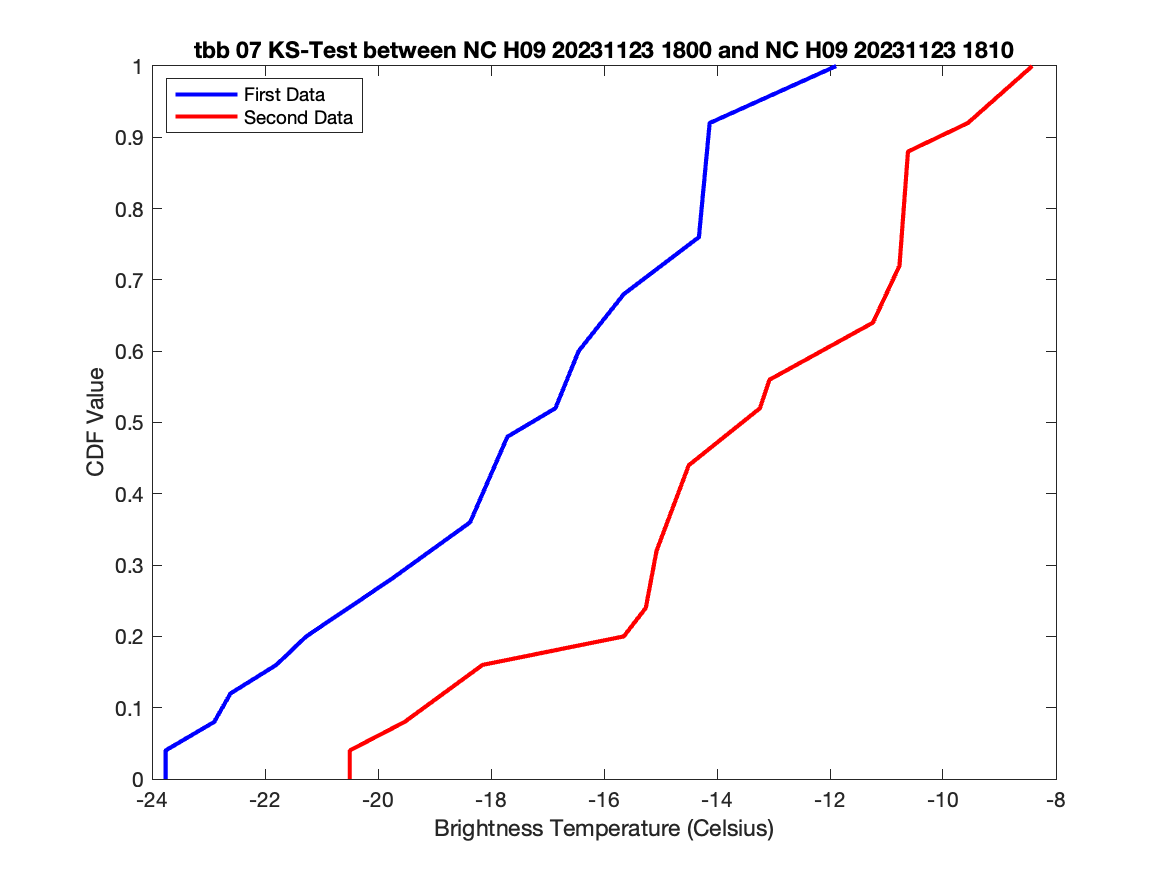 tbb 07 KS-Test between NC H09 20231123 1800 and NC H09 20231123 1810
First Data
Second Data
1
0.9
0.8
0.7
0.6
0.5
0.4
0.3
0.2
0.1
0
CDF Value
-24 -22 -20 -18 -16 -14 -12 -10 -8
Brightness Temperature (Celsius)